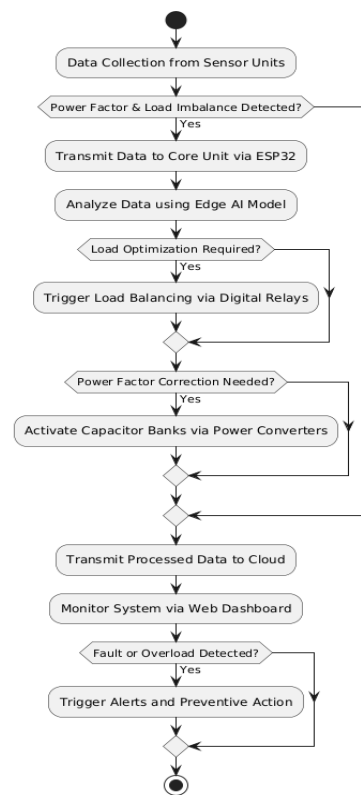 Data Collection from Sensor Units
Power Factor & Load Imbalance Detected?
Yes
Transmit Data to Core Unit via ESP32
Analyze Data using Edge AI Model
Load Optimization Required?
Yes
Trigger Load Balancing via Digital Relays
Power Factor Correction Needed?
Yes
Activate Capacitor Banks via Power Converters
Transmit Processed Data to Cloud
Monitor System via Web Dashboard
Fault or Overload Detected?
Yes
Trigger Alerts and Preventive Action